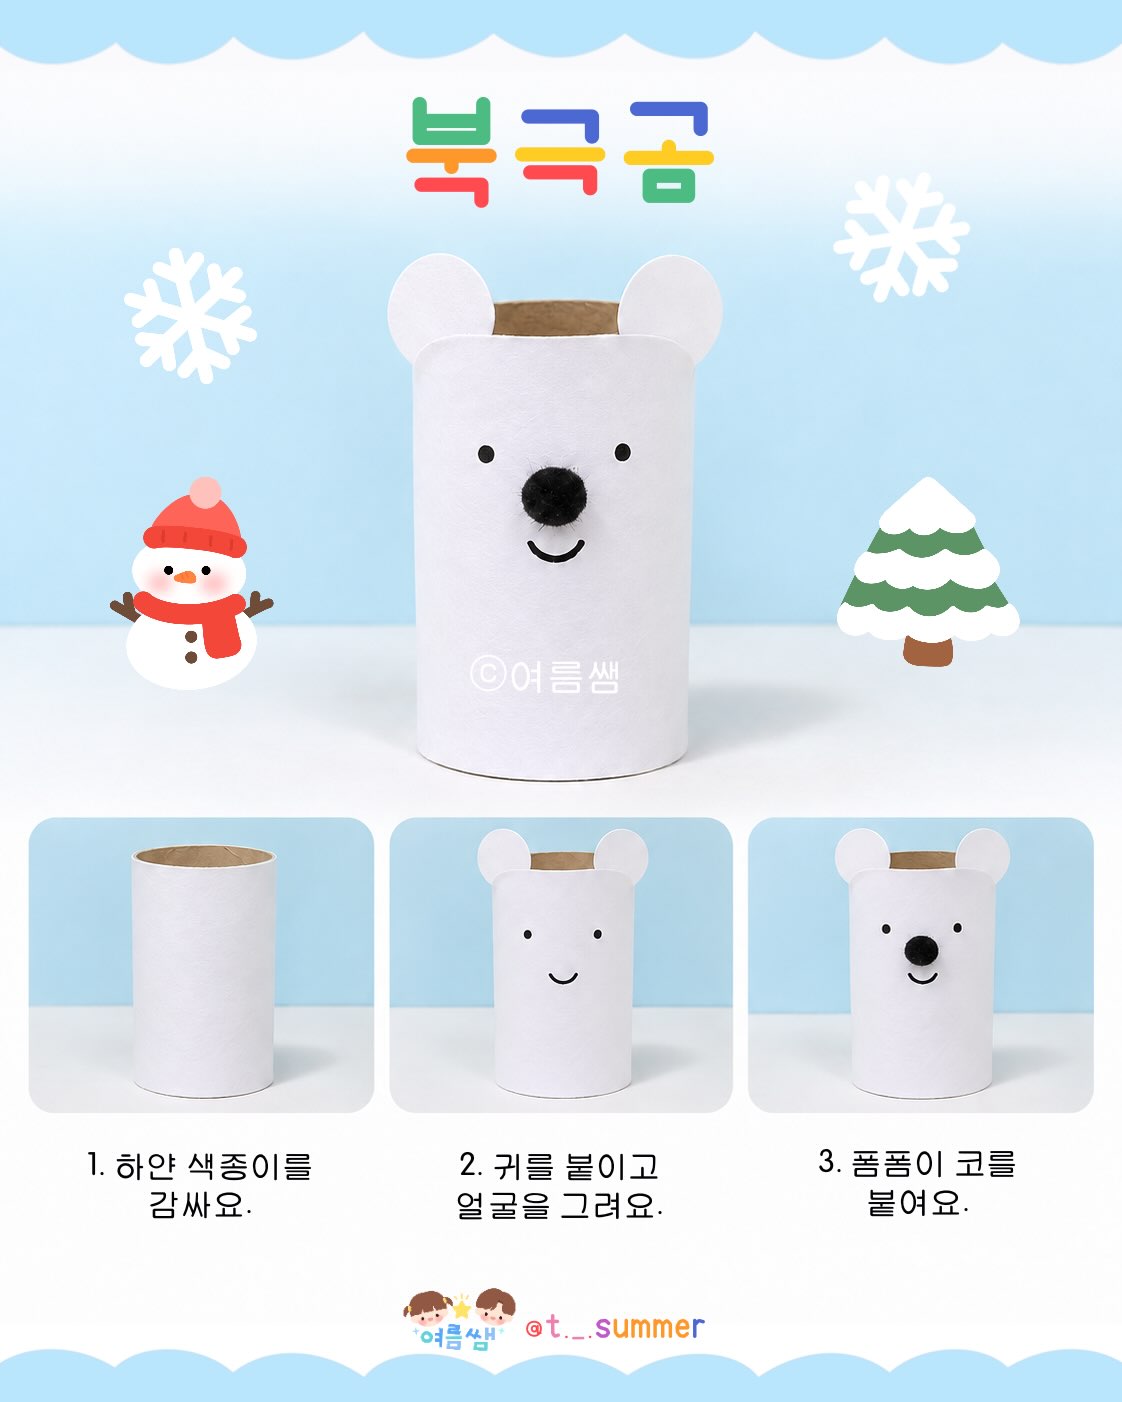 북극곰
ⓒ여름쌤
1. 하얀 색종이를
감싸요.
2. 귀를 붙이고
얼굴을 그려요.
3. 폼폼이 코를
붙여요.
여름쌤
@t._.summer